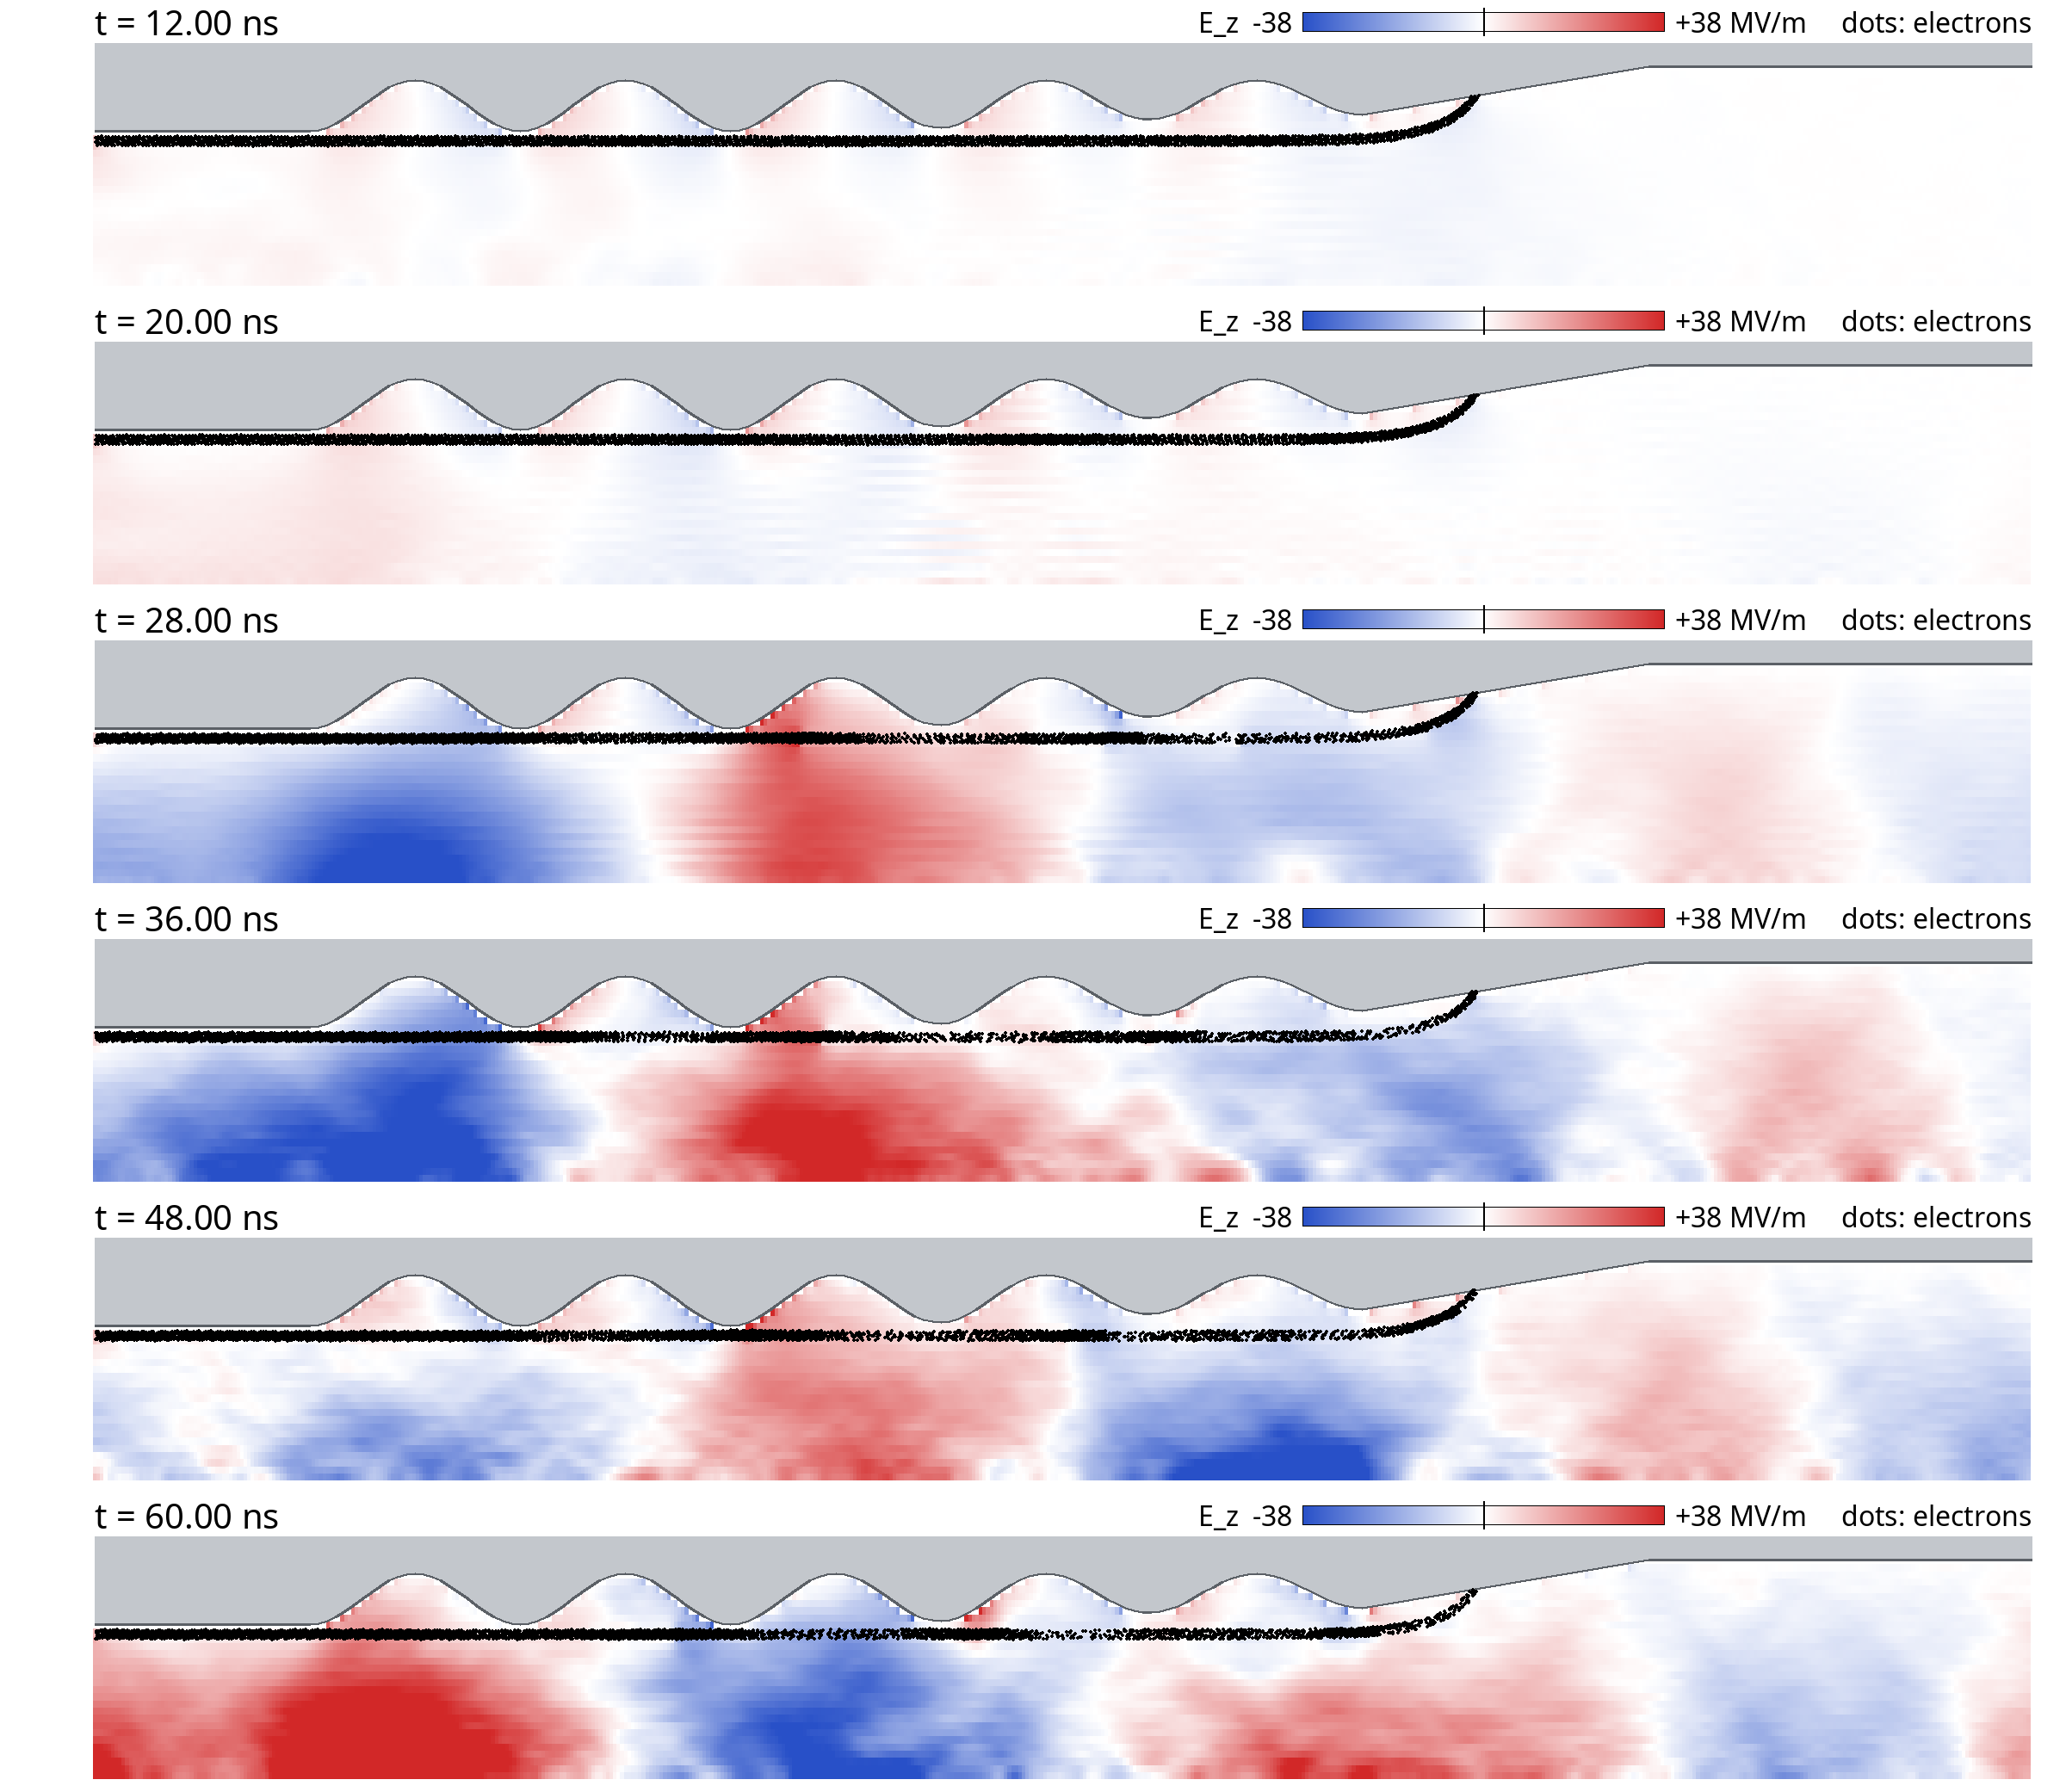 t = 12.00 ns E_z -38 +38 MV/m dots: electrons
t = 20.00 ns E_z -38 +38 MV/m dots: electrons
t = 28.00 ns E_z -38 +38 MV/m dots: electrons
t = 36.00 ns E_z -38 +38 MV/m dots: electrons
t = 48.00 ns E_z -38 +38 MV/m dots: electrons
t = 60.00 ns E_z -38 +38 MV/m dots: electrons